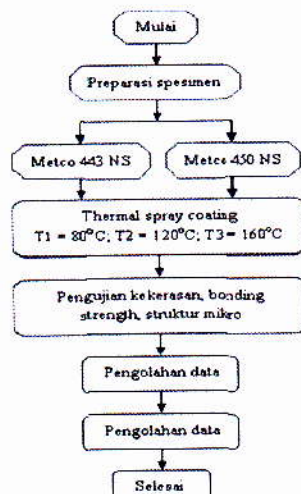 Mulai
Preparasi spesimen
Metco 443 NS
Metco 450 NS
Thermal spray coating
T1 = 80°C; T2 = 120°C; T3 = 160°C
Pengujian kekerasan, bonding
strength, struktur mikro
Pengolahan data
Pengolahan data
Selesai